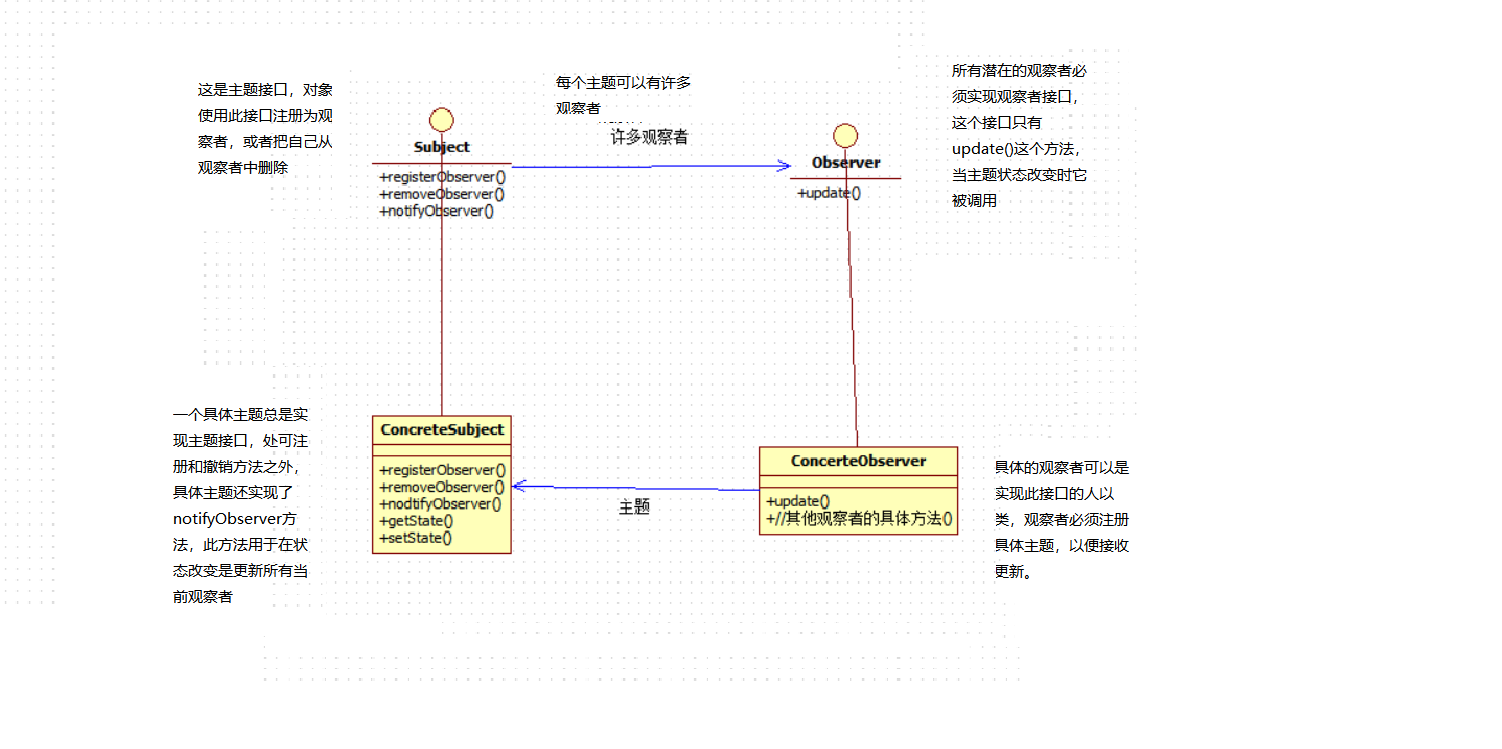 这是主题接口，对象
使用此接口注册为观
察者，或者把自己从
观察者中删除
每个主题可以有许多
观察者
许多观察者
所有潜在的观察者必
须实现观察者接口，
这个接口只有
update()这个方法，
当主题状态改变时它
被调用
Subject
+registerObserver()
+removeObserver()
+notifyObserver()
Observer
+update()
一个具体主题总是实
现主题接口，处可注
册和撤销方法之外，
具体主题还实现了
notifyObserver方
法，此方法用于在状
态改变是更新所有当
前观察者
ConcreteSubject
+registerObserver()
+removeObserver()
+nodtifyObserver()
+getState()
+setState()
主题
ConcerteObserver
+update()
+//其他观察者的具体方法()
具体的观察者可以是
实现此接口的人以
类，观察者必须注册
具体主题，以便接收
更新。